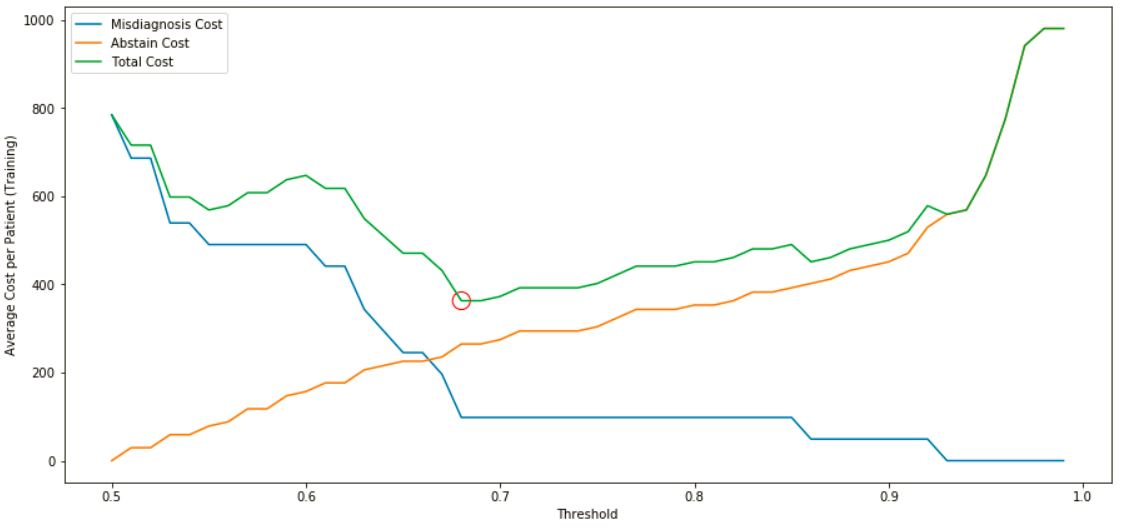 1000
800
600
400
200
0
Average Cost per Patient (Training)
Misdiagnosis Cost
Abstain Cost
Total Cost
0.5 0.6 0.7 0.8 0.9 1.0
Threshold